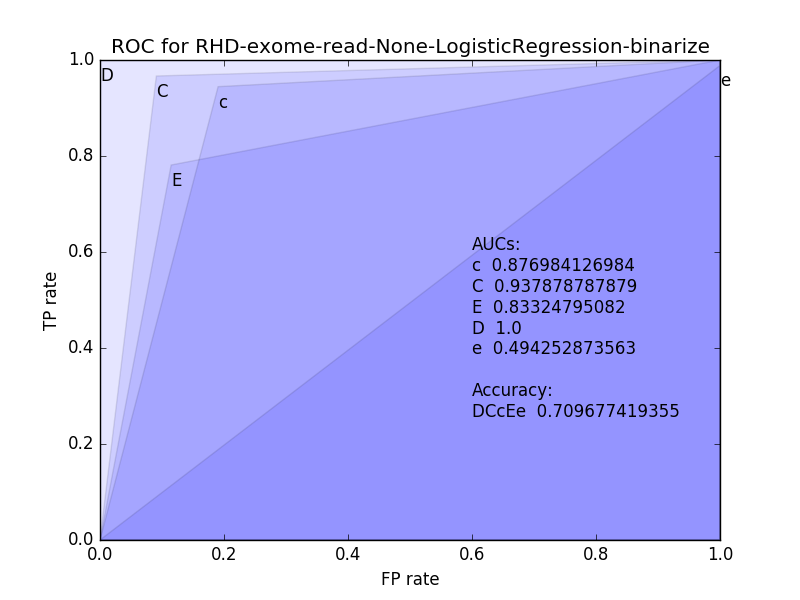 ROC for RHD-exome-read-None-LogisticRegression-binarize
1.0
D
C
c
e
0.8
E
0.6
AUCs:
c 0.876984126984
C 0.937878787879
E 0.83324795082
D 1.0
e 0.494252873563
TP rate
0.4
Accuracy:
DCcEe 0.709677419355
0.2
0.0
0.0 0.2 0.4 0.6 0.8 1.0
FP rate